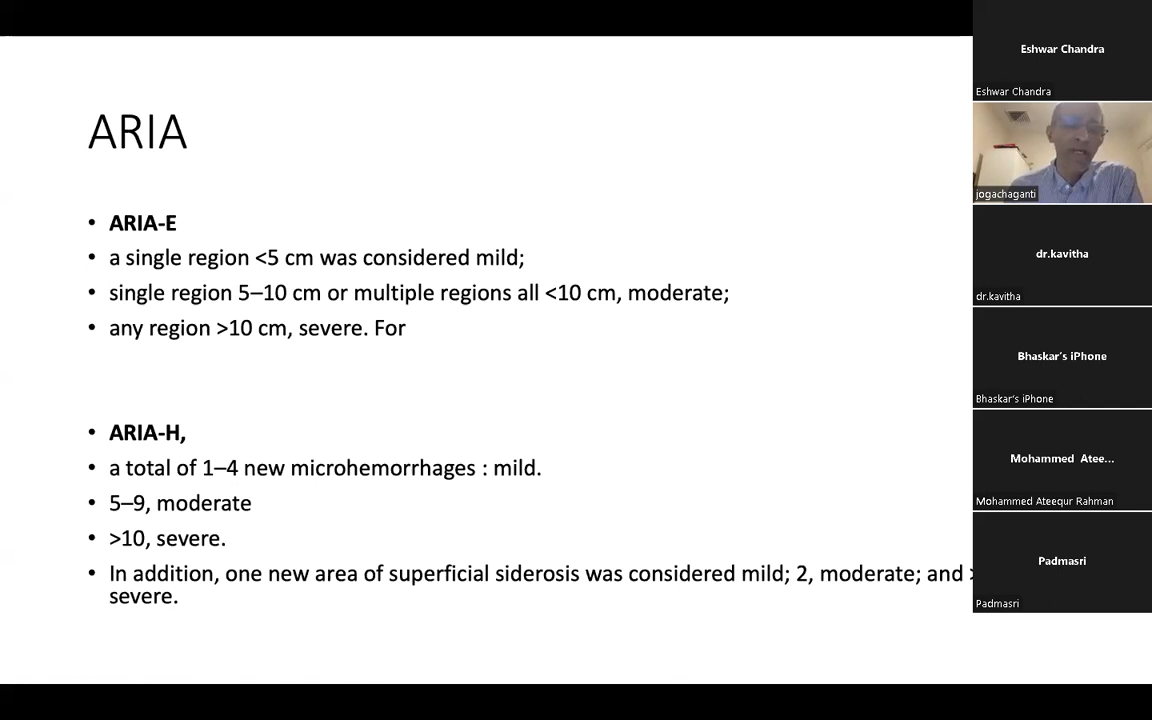 ARIA
• ARIA-E
• a single region <5 cm was considered mild;
• single region 5–10 cm or multiple regions all <10 cm, moderate;
• any region >10 cm, severe. For
• ARIA-H,
• a total of 1–4 new microhemorrhages : mild.
• 5–9, moderate
• >10, severe.
• In addition, one new area of superficial siderosis was considered mild; 2, moderate; and
severe.
Eshwar Chandra
Eshwar Chandra
jogachaganti
dr.kavitha
dr.kavitha
Bhaskar's iPhone
Bhaskar's iPhone
Mohammed Atee...
Mohammed Ateequr Rahman
Padmasri
Padmasri